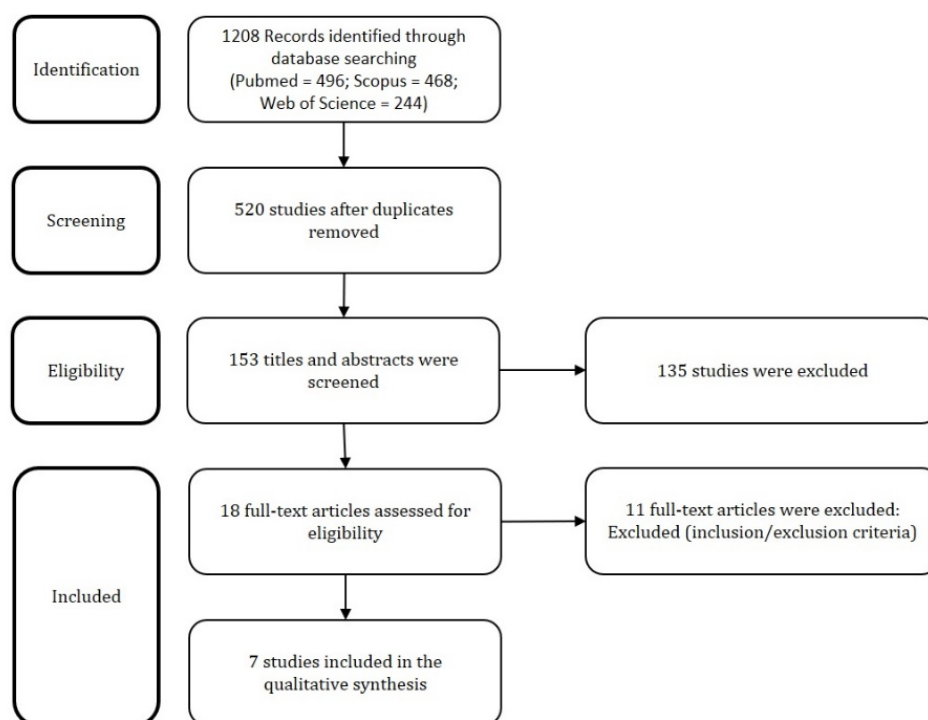 Identification
1208 Records identified through
database searching
(Pubmed = 496; Scopus = 468;
Web of Science = 244)
Screening
520 studies after duplicates
removed
Eligibility
153 titles and abstracts were
screened
135 studies were excluded
Included
18 full-text articles assessed for
eligibility
11 full-text articles were excluded:
Excluded (inclusion/exclusion criteria)
7 studies included in the
qualitative synthesis